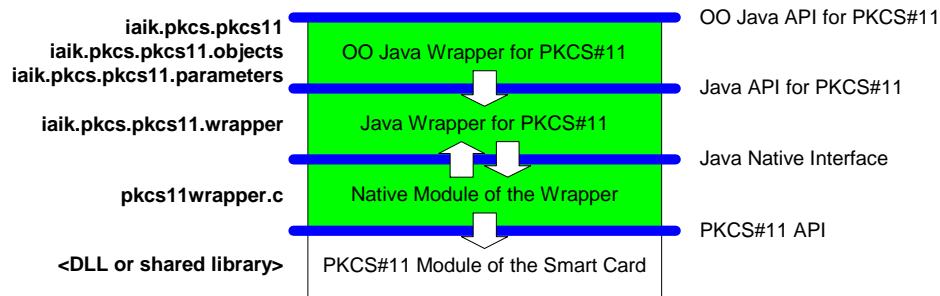 OO Java API for PKCS#11
iaik.pkcs.pkcs11
iaik.pkcs.pkcs11.objects
iaik.pkcs.pkcs11.parameters
OO Java Wrapper for PKCS#11
Java API for PKCS#11
iaik.pkcs.pkcs11.wrapper
Java Wrapper for PKCS#11
Java Native Interface
pkcs11wrapper.c
Native Module of the Wrapper
PKCS#11 API
<DLL or shared library>
PKCS#11 Module of the Smart Card